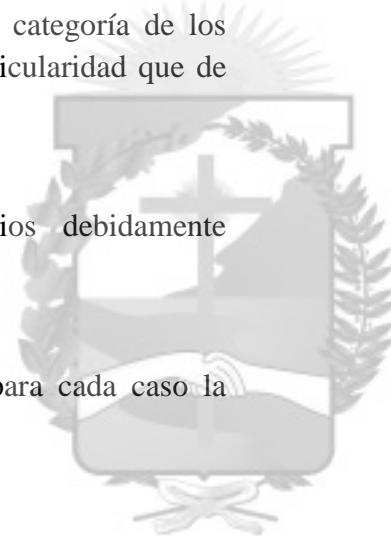 categoría de los
icularidad que de
ios debidamente
para cada caso la